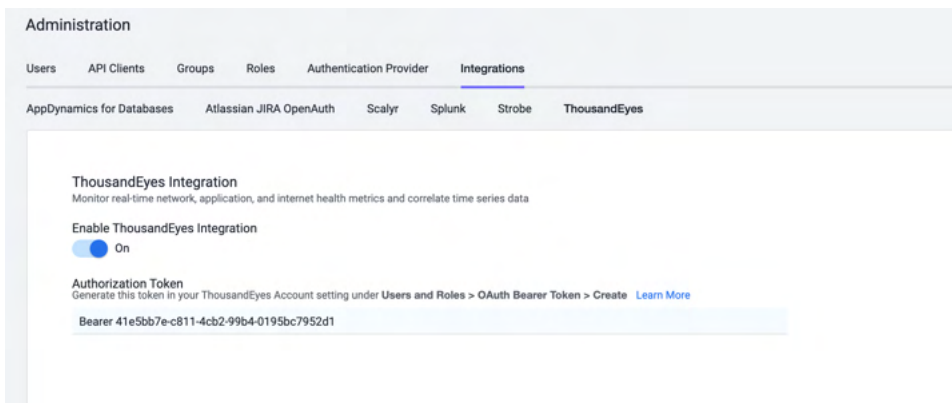 Administration
Users API Clients Groups Roles Authentication Provider Integrations
AppDynamics for Databases Atlassian JIRA OpenAuth Scalyr Splunk Strobe ThousandEyes
ThousandEyes Integration
Monitor real-time network, application, and internet health metrics and correlate time series data
Enable ThousandEyes Integration
On
Authorization Token
Generate this token in your ThousandEyes Account setting under Users and Roles > OAuth Bearer Token > Create Learn More
Bearer 41e5bb7e-c811-4cb2-99b4-0195bc7952d1